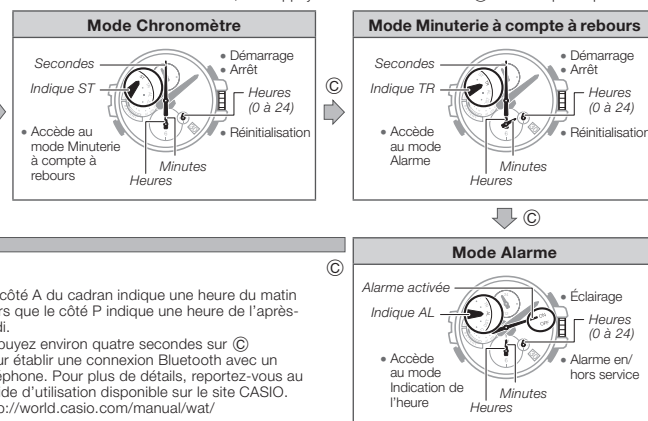 Mode Chronomètre
Secondes
Indique ST
• Démarrage
• Arrêt
Heures
(0 à 24)
• Réinitialisation
• Accède au
mode Minuterie
à compte à
rebours
Minutes
Heures
Ⓒ
Mode Minuterie à compte à rebours
Secondes
Indique TR
• Démarrage
• Arrêt
Heures
(0 à 24)
• Réinitialisation
• Accède
au mode
Alarme
Minutes
Heures
Ⓒ
Ⓒ
Mode Alarme
Alarme activée
Indique AL
ON
OFF
• Éclairage
Heures
(0 à 24)
• Alarme en/
hors service
• Accède
au mode
Indication de
l'heure
Minutes
Heures
côté A du cadran indique une heure du matin
rs que le côté P indique une heure de l'après-
di.
puyez environ quatre secondes sur Ⓒ
ur établir une connexion Bluetooth avec un
éphone. Pour plus de détails, reportez-vous au
ide d'utilisation disponible sur le site CASIO.
p://world.casio.com/manual/wat/